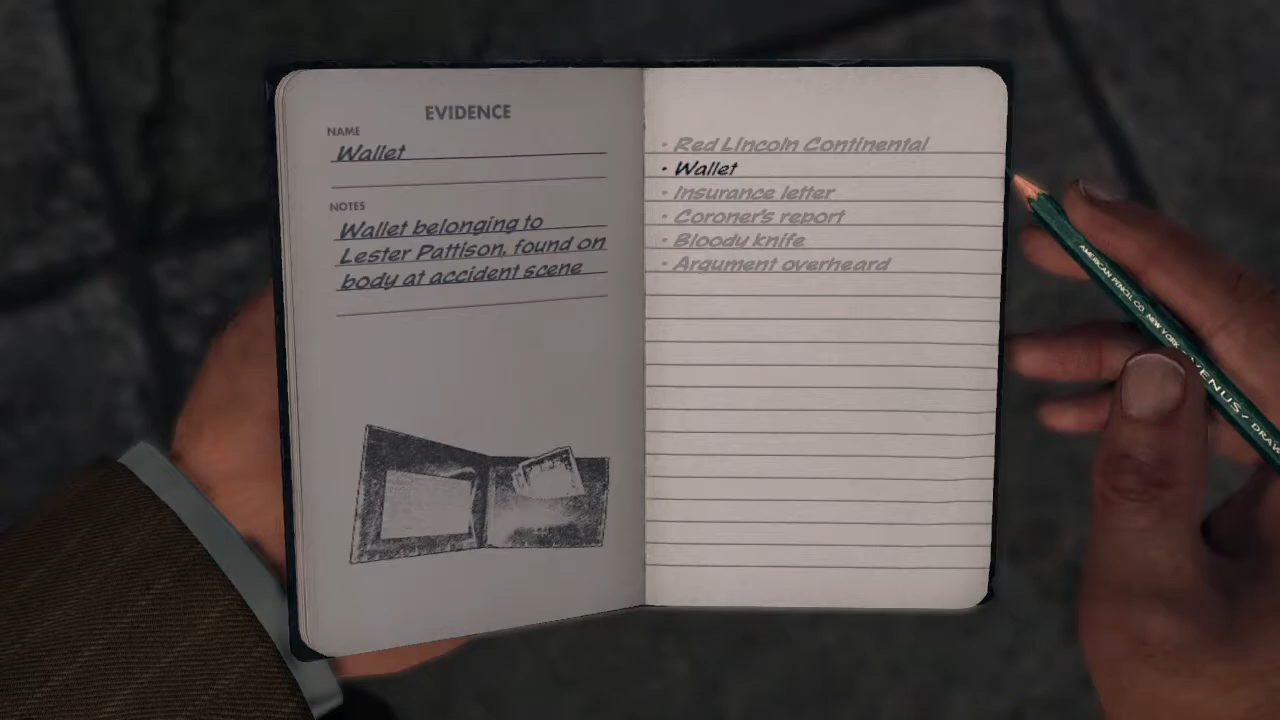 EVIDENCE
NAME
Wallet
NOTES
Wallet belonging to
Lester Pattison, found on
body at accident scene
• Red Lincoln Continental
• Wallet
• Insurance letter
• Coroner's report
• Bloody knife
• Argument overheard
AMERICAN PENCIL CO. NEW YORK VENUS / DRAW